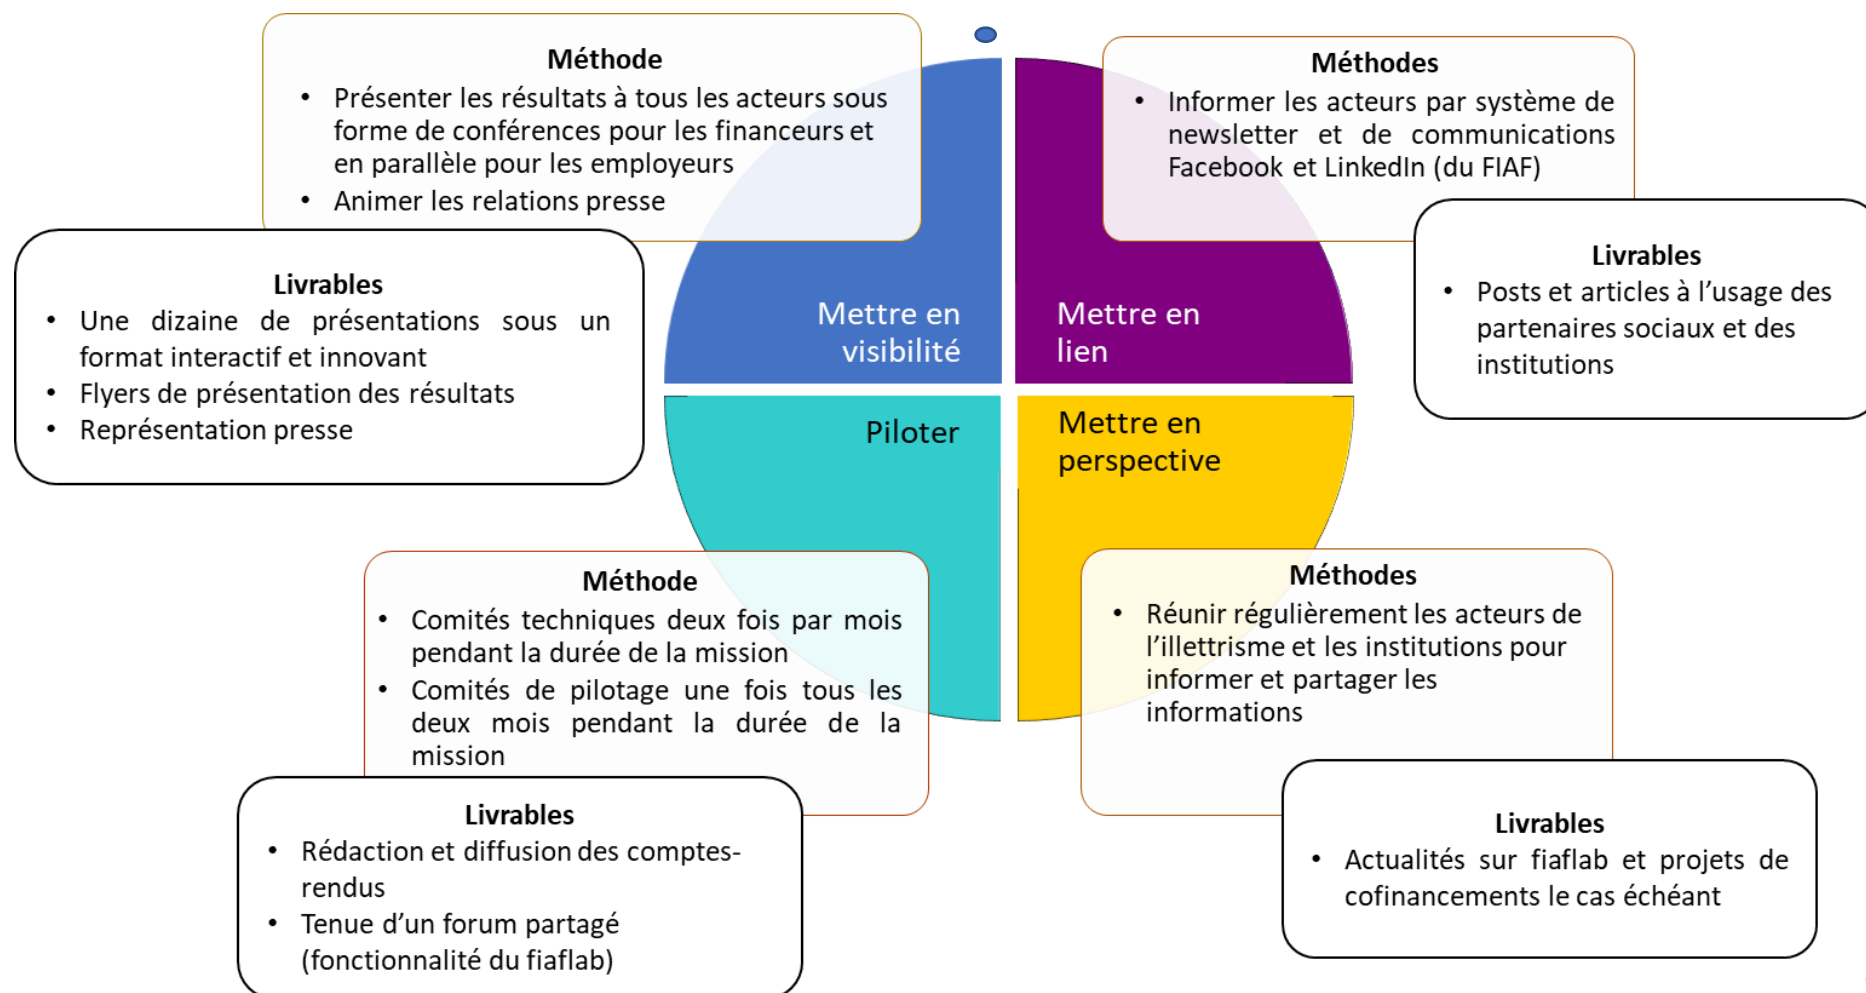 Méthode
• Présenter les résultats à tous les acteurs sous
forme de conférences pour les financeurs et
en parallèle pour les employeurs
• Animer les relations presse
Livrables
• Une dizaine de présentations sous un
format interactif et innovant
• Flyers de présentation des résultats
• Représentation presse
Mettre en
visibilité
Méthodes
• Informer les acteurs par système de
newsletter et de communications
Facebook et LinkedIn (du FIAF)
Livrables
• Posts et articles à l’usage des
partenaires sociaux et des
institutions
Mettre en
lien
Piloter
Méthode
• Comités techniques deux fois par mois
pendant la durée de la mission
• Comités de pilotage une fois tous les
deux mois pendant la durée de la
mission
Livrables
• Rédaction et diffusion des comptes-
rendus
• Tenue d’un forum partagé
(fonctionnalité du fiaflab)
Mettre en
perspective
Méthodes
• Réunir régulièrement les acteurs de
l’illettrisme et les institutions pour
informer et partager les
informations
Livrables
• Actualités sur fiaflab et projets de
cofinancements le cas échéant